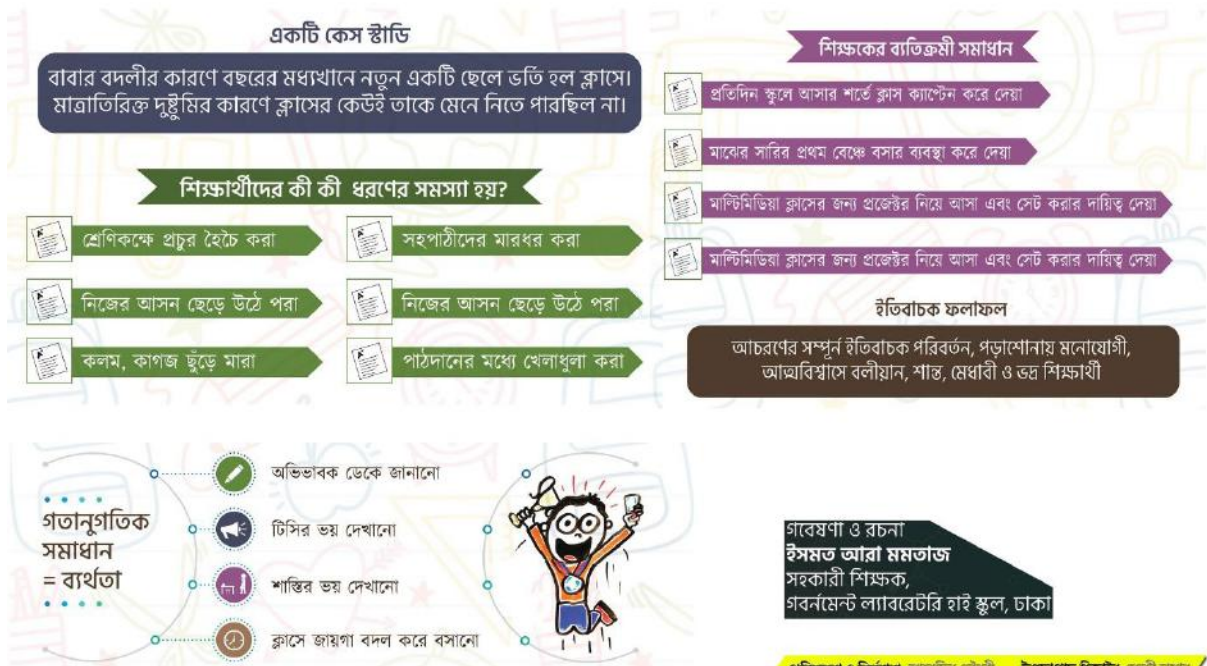 একটি কেস স্টাডি
বাবার বদলীর কারণে বছরের মধ্যখানে নতুন একটি ছেলে ভর্তি হল ক্লাসে।
মাত্রাতিরিক্ত দুষ্টুমির কারণে ক্লাসের কেউই তাকে মেনে নিতে পারছিল না।
শিক্ষার্থীদের কী কী ধরণের সমস্যা হয়?
শ্রেণিকক্ষে প্রচুর হৈচৈ করা
সহপাঠীদের মারধর করা
নিজের আসন ছেড়ে উঠে পরা
নিজের আসন ছেড়ে উঠে পরা
কলম, কাগজ ছুঁড়ে মারা
পাঠদানের মধ্যে খেলাধুলা করা
শিক্ষকের ব্যতিক্রমী সমাধান
প্রতিদিন স্কুলে আসার শর্তে ক্লাস ক্যাপ্টেন করে দেয়া
মাঝের সারির প্রথম বেঞ্চে বসার ব্যবস্থা করে দেয়া
মাল্টিমিডিয়া ক্লাসের জন্য প্রজেক্টর নিয়ে আসা এবং সেট করার দায়িত্ব দেয়া
মাল্টিমিডিয়া ক্লাসের জন্য প্রজেক্টর নিয়ে আসা এবং সেট করার দায়িত্ব দেয়া
ইতিবাচক ফলাফল
আচরণের সম্পূর্ন ইতিবাচক পরিবর্তন, পড়াশোনায় মনোযোগী,
আত্মবিশ্বাসে বলীয়ান, শান্ত, মেধাবী ও ভদ্র শিক্ষার্থী
গতানুগতিক
সমাধান
= ব্যর্থতা
অভিভাবক ডেকে জানানো
টিসির ভয় দেখানো
শাস্তির ভয় দেখানো
ক্লাসে জায়গা বদল করে বসানো
গবেষণা ও রচনা
ইসমত আরা মমতাজ
সহকারী শিক্ষক,
গবর্নমেন্ট ল্যাবরেটরি হাই স্কুল, ঢাকা